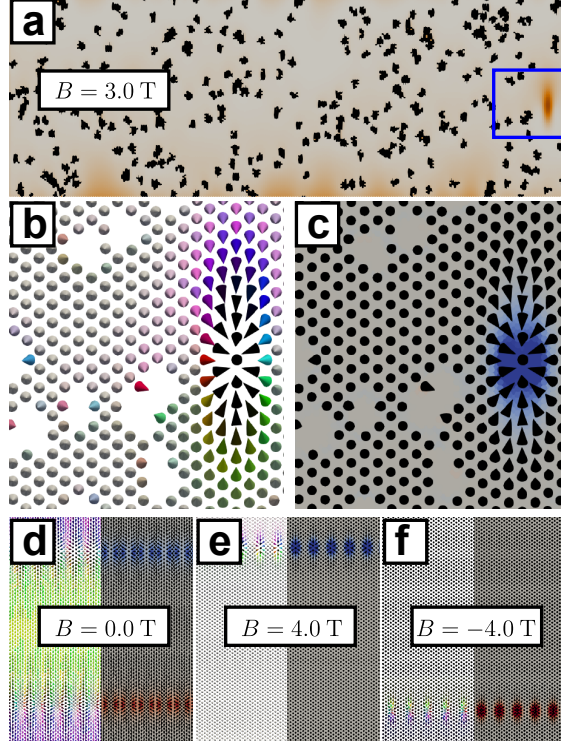 a
B = 3.0 T
b
c
d
e
f
B = 0.0 T
B = 4.0 T
B = −4.0 T